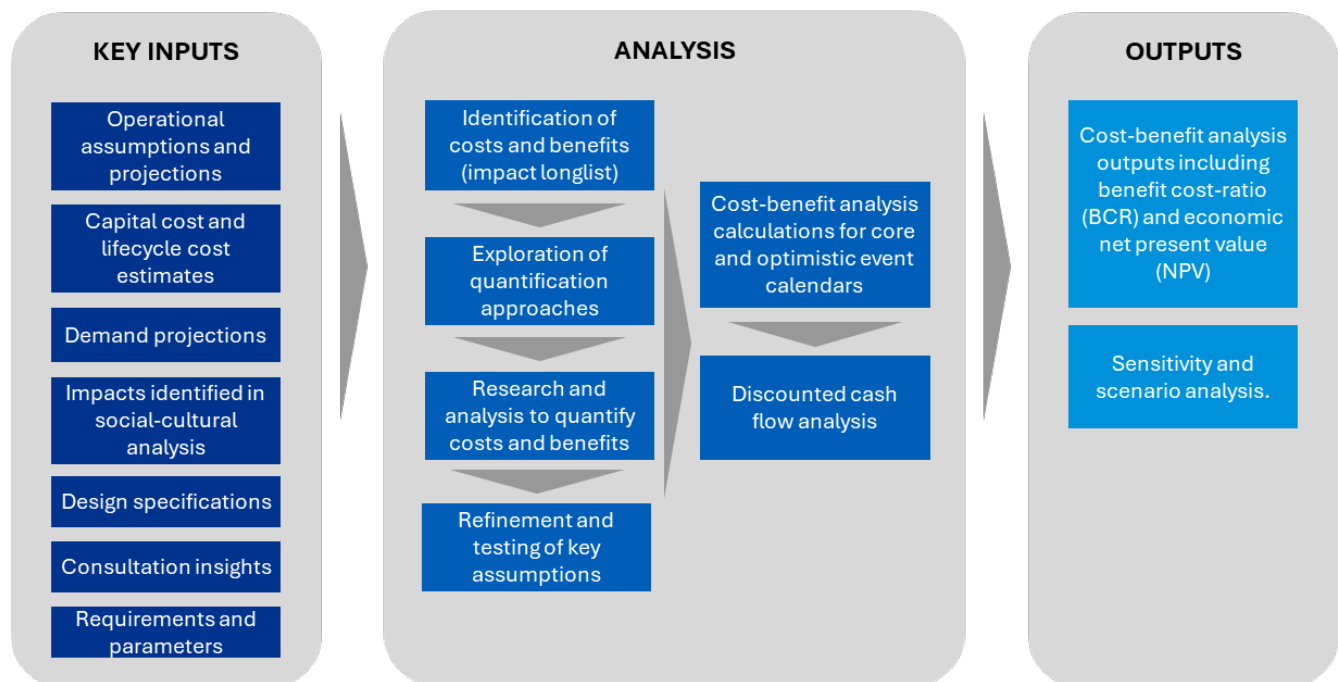 KEY INPUTS
Operational
assumptions and
projections
Capital cost and
lifecycle cost
estimates
Demand projections
Impacts identified in
social-cultural
analysis
Design specifications
Consultation insights
Requirements and
parameters
ANALYSIS
Identification of
costs and benefits
(impact longlist)
Exploration of
quantification
approaches
Research and
analysis to quantify
costs and benefits
Refinement and
testing of key
assumptions
Cost-benefit analysis
calculations for core
and optimistic event
calendars
Discounted cash
flow analysis
OUTPUTS
Cost-benefit analysis
outputs including
benefit cost-ratio
(BCR) and economic
net present value
(NPV)
Sensitivity and
scenario analysis.